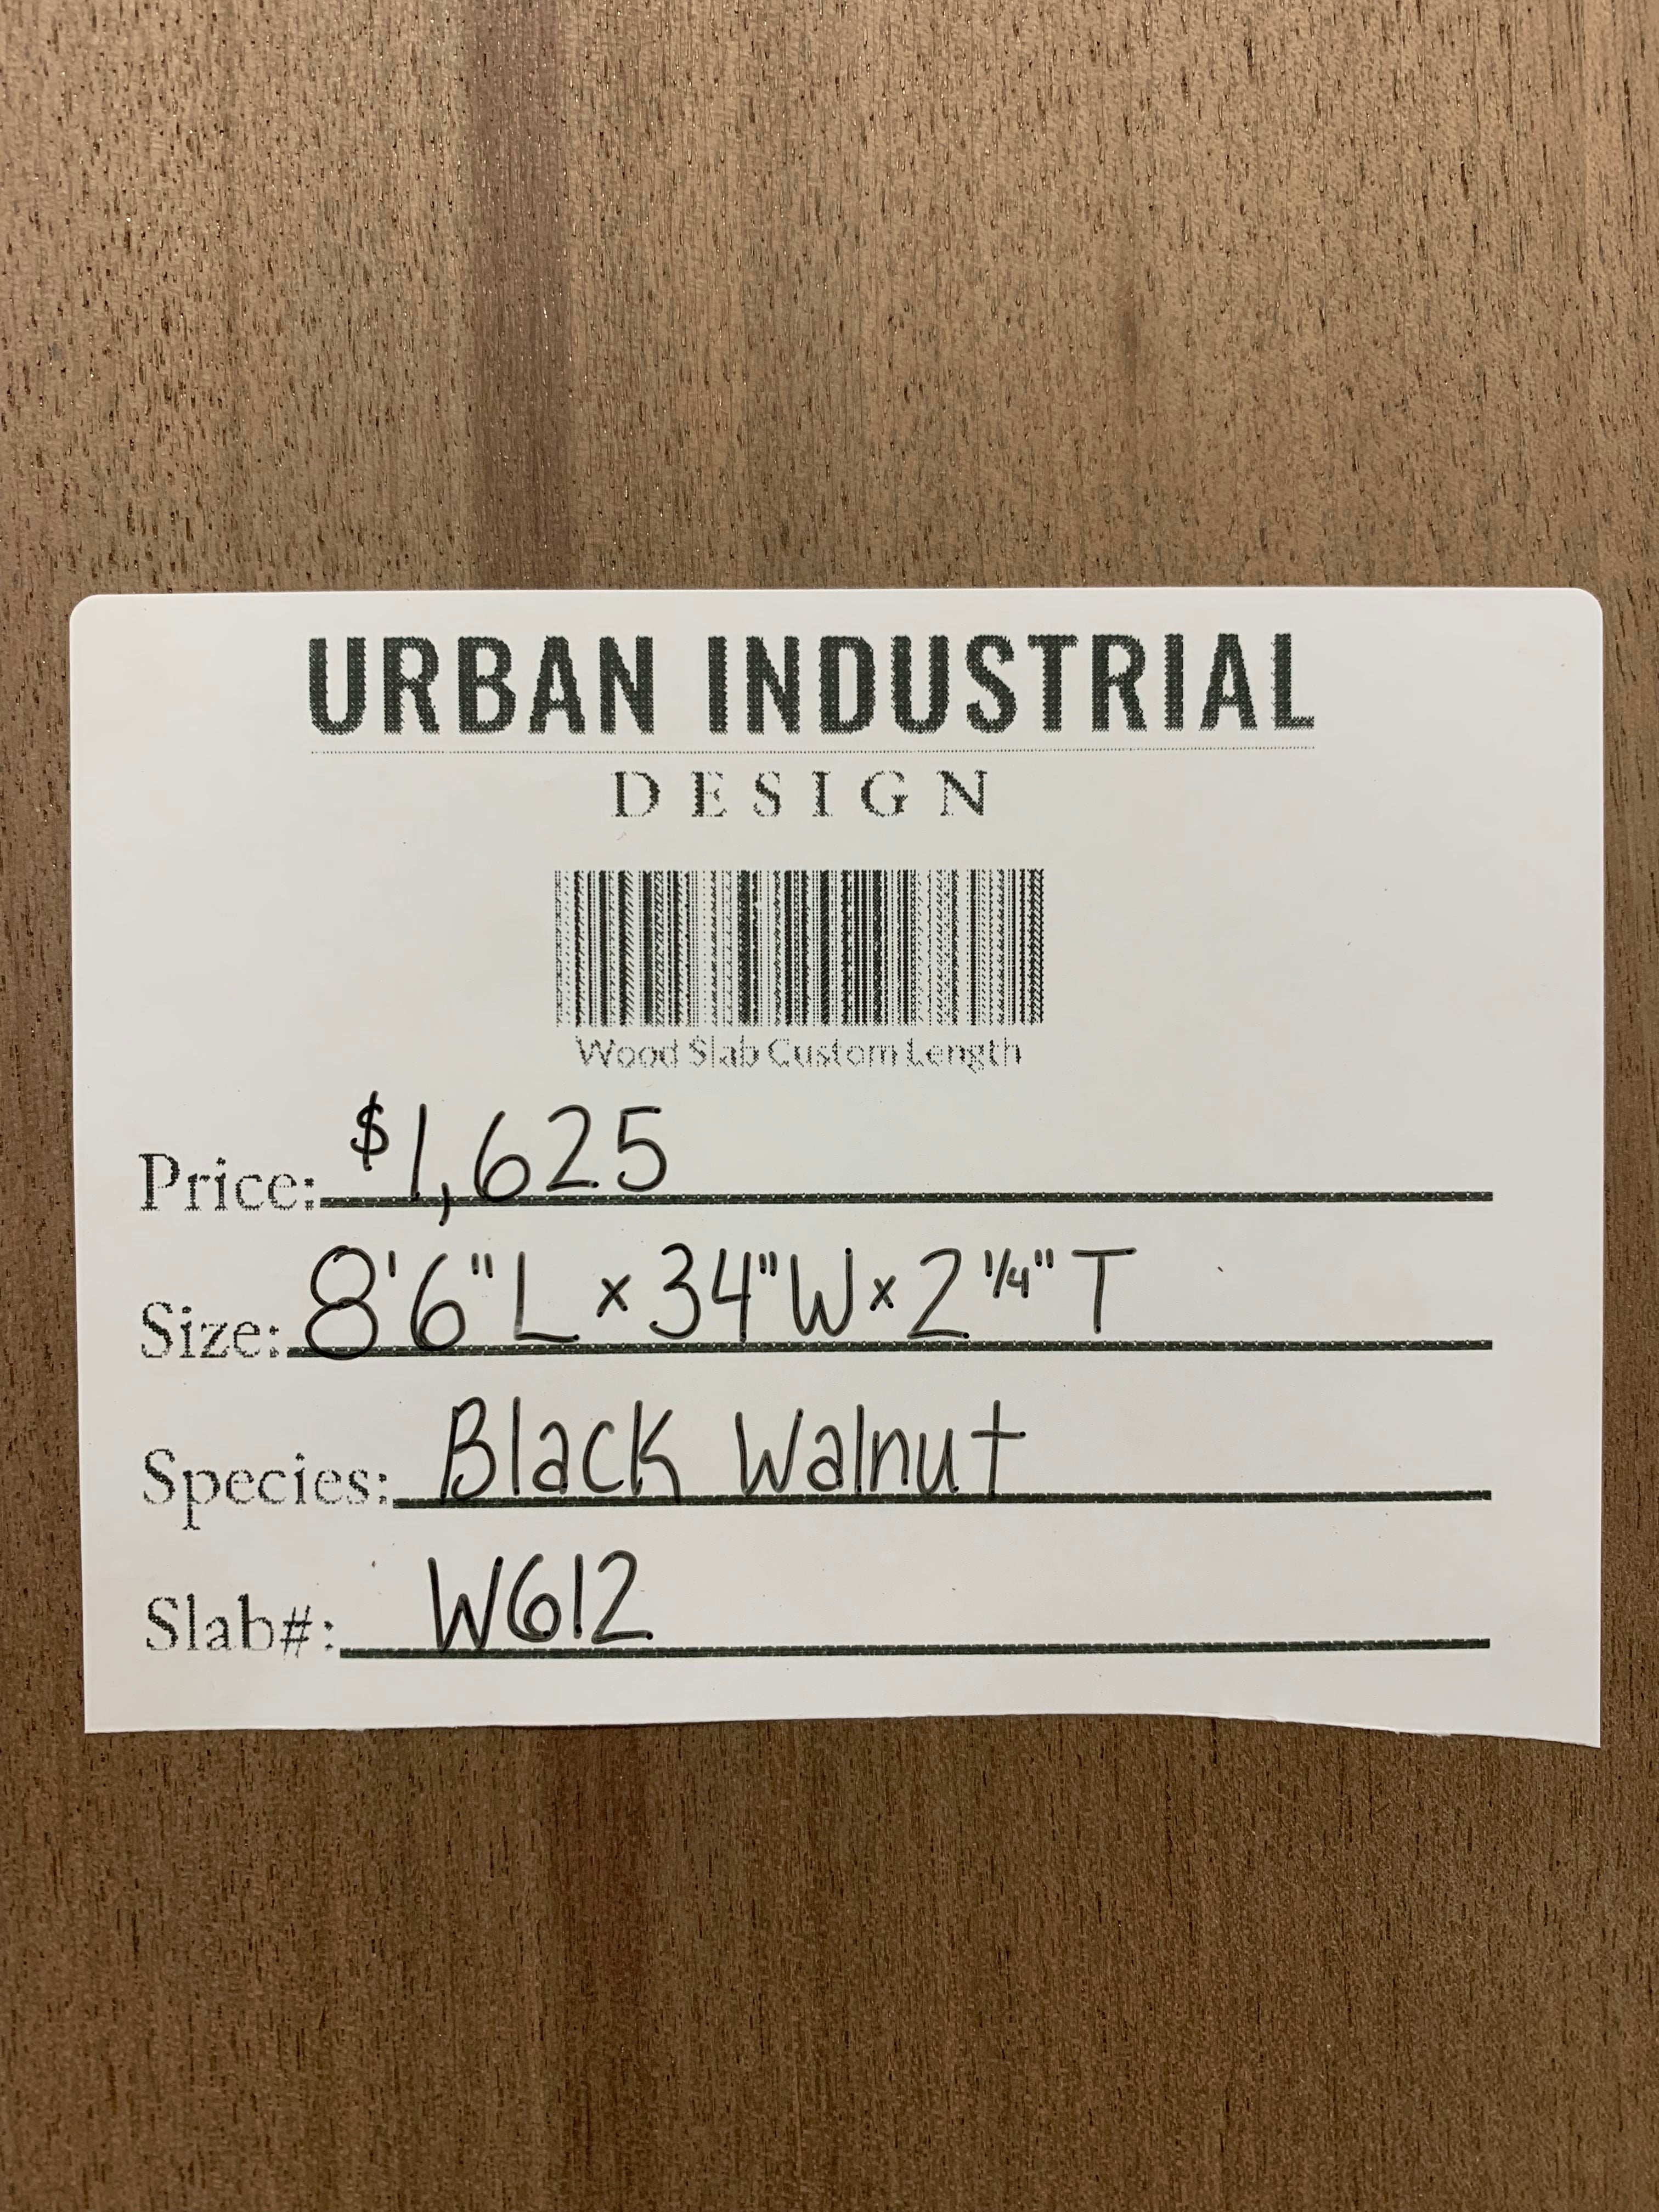 URBAN INDUSTRIAL
DESIGN
Wood Slab Custom Length
Price: $1,625
Size: 8'6"L x 34"W x 2 1/4" T
Species: Black Walnut
Slab#: W612